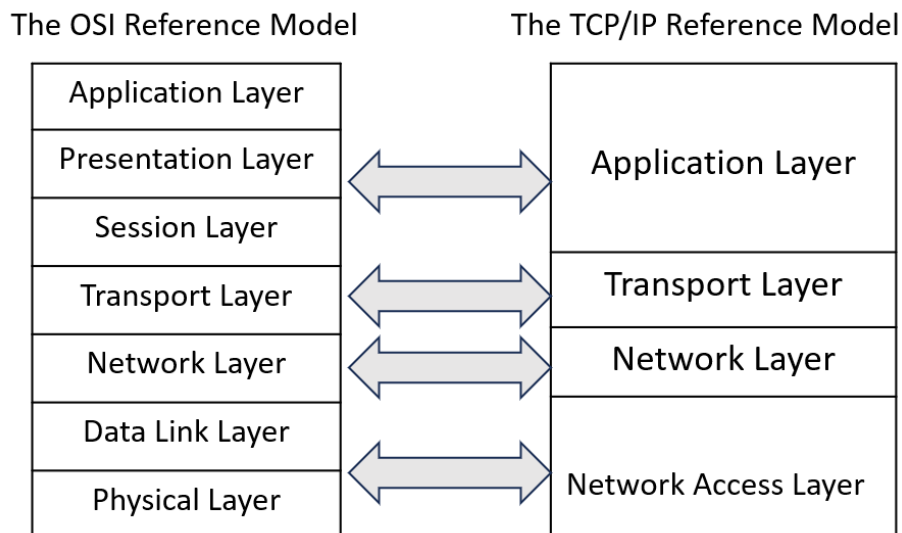 The OSI Reference Model
The TCP/IP Reference Model
Application Layer
Presentation Layer
Session Layer
Transport Layer
Network Layer
Data Link Layer
Physical Layer
Application Layer
Transport Layer
Network Layer
Network Access Layer